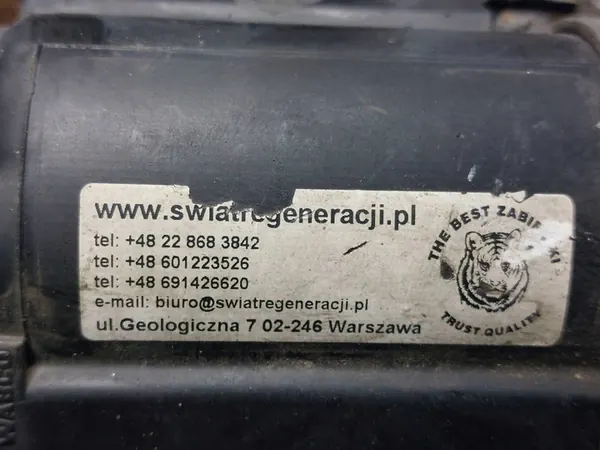 www.swiatregeneracji.pl
tel: +48 22 868 3842
tel: +48 601223526
tel: +48 691426620
e-mail: biuro@swiatregeneracji.pl
ul.Geologiczna 7 02-246 Warszawa
THE BEST
TRUST QUALITY
WABCO